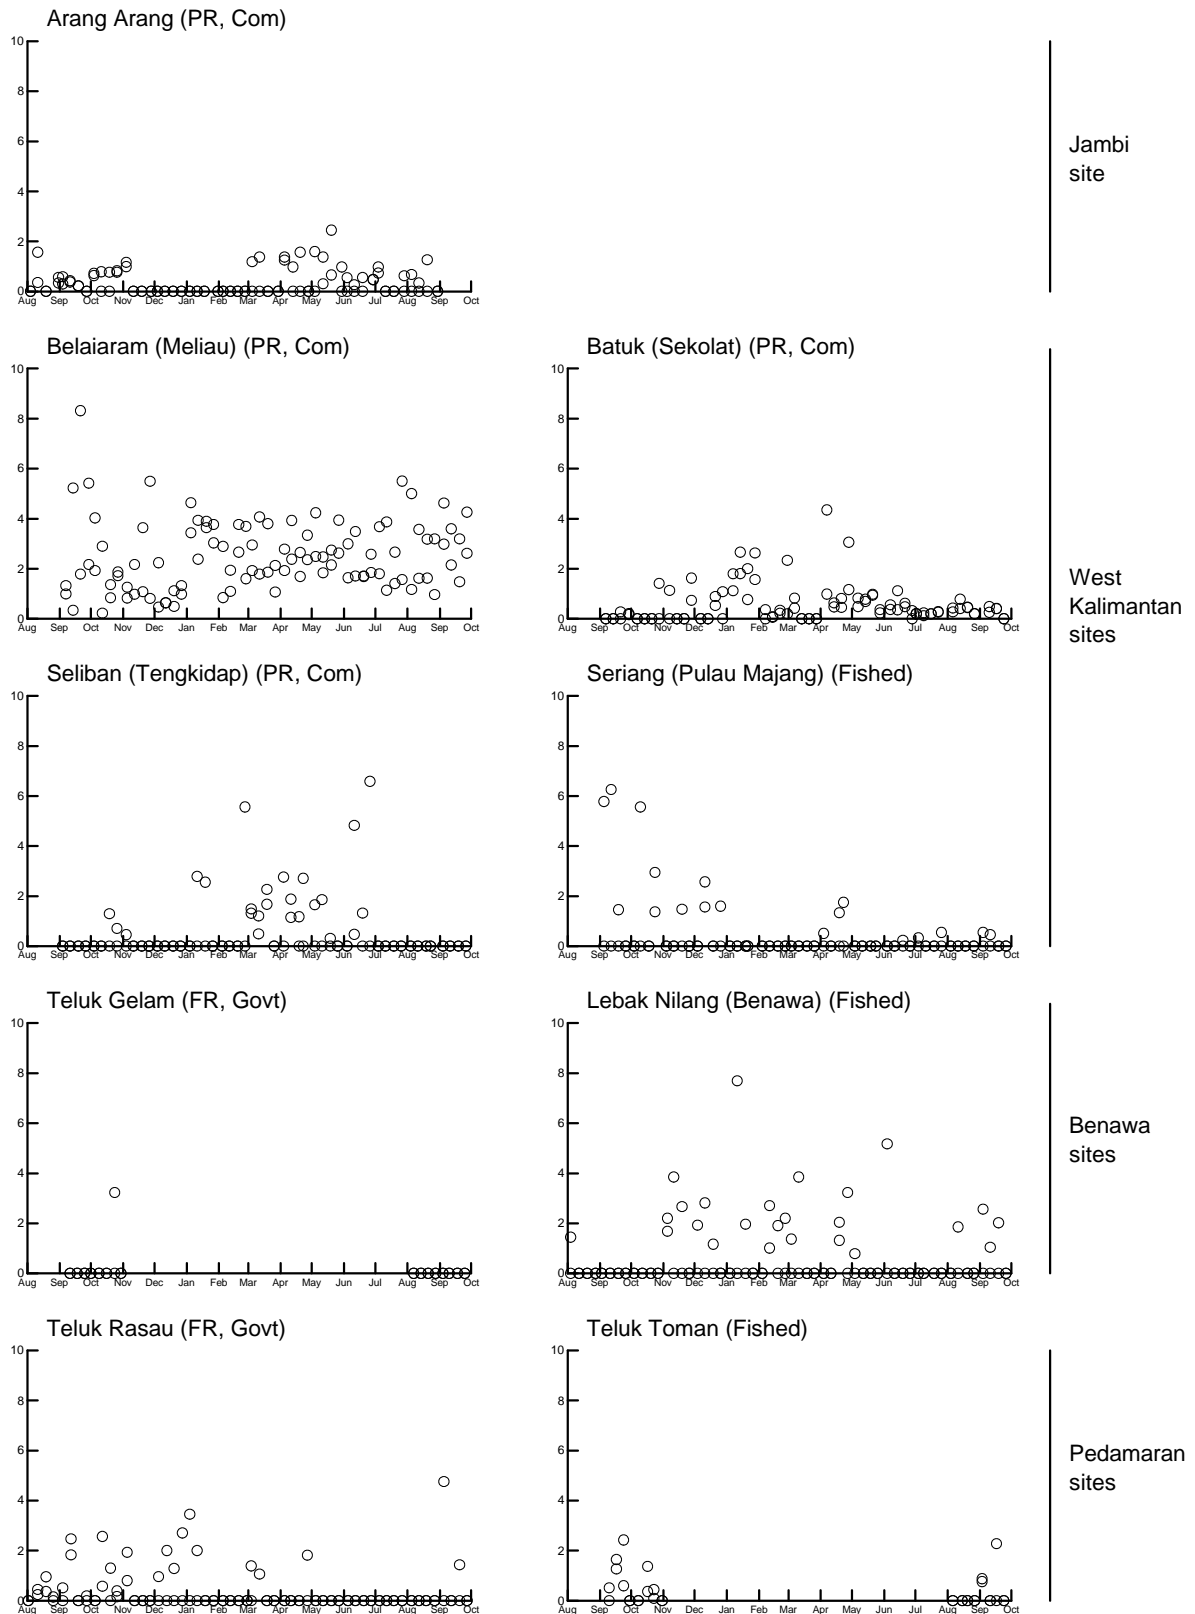 Arang Arang (PR, Com)
10
8
6
4
2
0
Aug Sep Oct Nov Dec Jan Feb Mar Apr May Jun Jul Aug Sep Oct
Jambi
site
Belaiaram (Meliau) (PR, Com)
10
8
6
4
2
0
Aug Sep Oct Nov Dec Jan Feb Mar Apr May Jun Jul Aug Sep Oct
Batuk (Sekolat) (PR, Com)
10
8
6
4
2
0
Aug Sep Oct Nov Dec Jan Feb Mar Apr May Jun Jul Aug Sep Oct
West
Kalimantan
sites
Seliban (Tengkidap) (PR, Com)
10
8
6
4
2
0
Aug Sep Oct Nov Dec Jan Feb Mar Apr May Jun Jul Aug Sep Oct
Seriang (Pulau Majang) (Fished)
10
8
6
4
2
0
Aug Sep Oct Nov Dec Jan Feb Mar Apr May Jun Jul Aug Sep Oct
Teluk Gelam (FR, Govt)
10
8
6
4
2
0
Aug Sep Oct Nov Dec Jan Feb Mar Apr May Jun Jul Aug Sep Oct
Lebak Nilang (Benawa) (Fished)
10
8
6
4
2
0
Aug Sep Oct Nov Dec Jan Feb Mar Apr May Jun Jul Aug Sep Oct
Benawa
sites
Teluk Rasau (FR, Govt)
10
8
6
4
2
0
Aug Sep Oct Nov Dec Jan Feb Mar Apr May Jun Jul Aug Sep Oct
Teluk Toman (Fished)
10
8
6
4
2
0
Aug Sep Oct Nov Dec Jan Feb Mar Apr May Jun Jul Aug Sep Oct
Pedamaran
sites